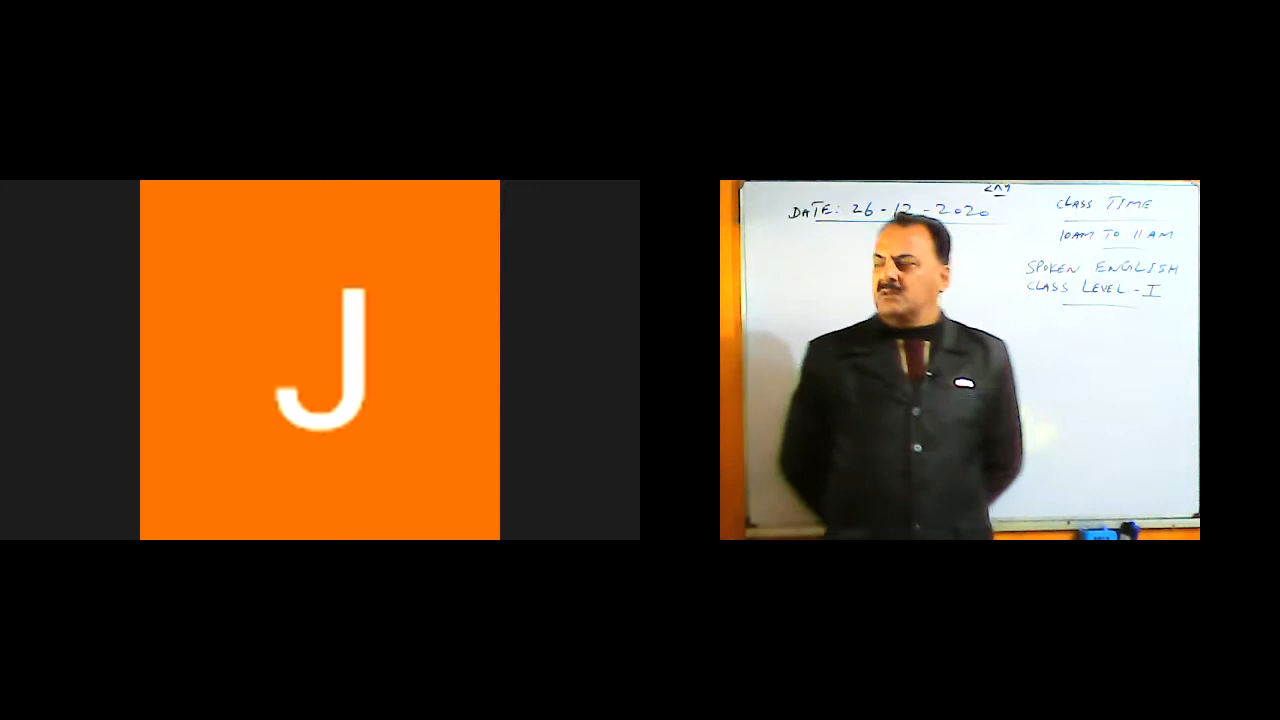 J
DATE: 26-12-2020
CLASS TIME
10AM TO 11AM
SPOKEN ENGLISH
CLASS LEVEL - I